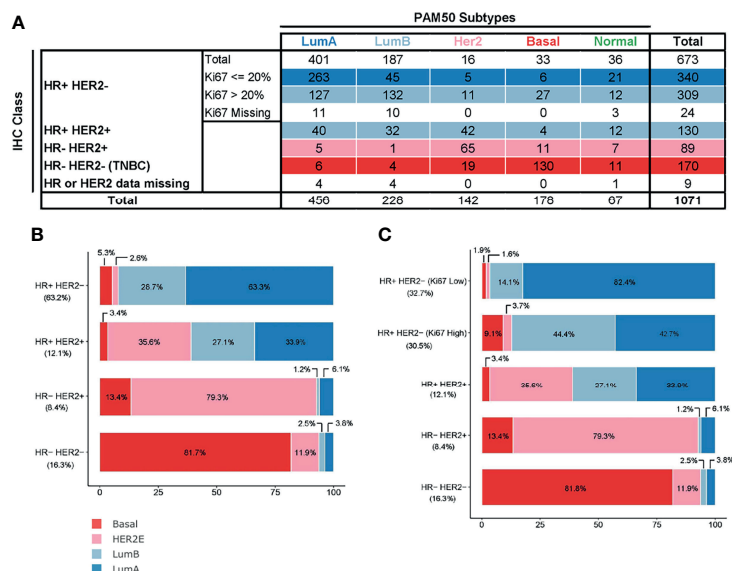 A
PAM50 Subtypes
LumA LumB Her2 Basal Normal Total
IHC Class
HR+ HER2-
Total 401 187 16 33 36 673
Ki67 <= 20% 263 45 5 6 21 340
Ki67 > 20% 127 132 11 27 12 309
Ki67 Missing 11 10 0 0 3 24
HR+ HER2+ 40 32 42 4 12 130
HR- HER2+ 5 1 65 11 7 89
HR- HER2- (TNBC) 6 4 19 130 11 170
HR or HER2 data missing 4 4 0 0 1 9
Total 456 228 142 178 67 1071
B
5.3% 2.6%
HR+ HER2-
(63.2%)
28.7% 63.3%
3.4%
HR+ HER2+
(12.1%)
35.6% 27.1% 33.9%
1.2% 6.1%
HR- HER2+
(8.4%)
13.4% 79.3%
2.5% 3.8%
HR- HER2-
(16.3%)
81.7% 11.9%
0 25 50 75 100
Basal
HER2E
LumB
LumA
C
1.9% 1.6%
HR+ HER2- (Ki67 Low)
(32.7%)
14.1% 82.4%
3.7%
HR+ HER2- (Ki67 High)
(30.5%)
9.1% 44.4% 42.7%
3.4%
HR+ HER2+
(12.1%)
35.6% 27.1% 33.9%
1.2% 6.1%
HR- HER2+
(8.4%)
13.4% 79.3%
2.5% 3.8%
HR- HER2-
(16.3%)
81.8% 11.9%
0 25 50 75 100